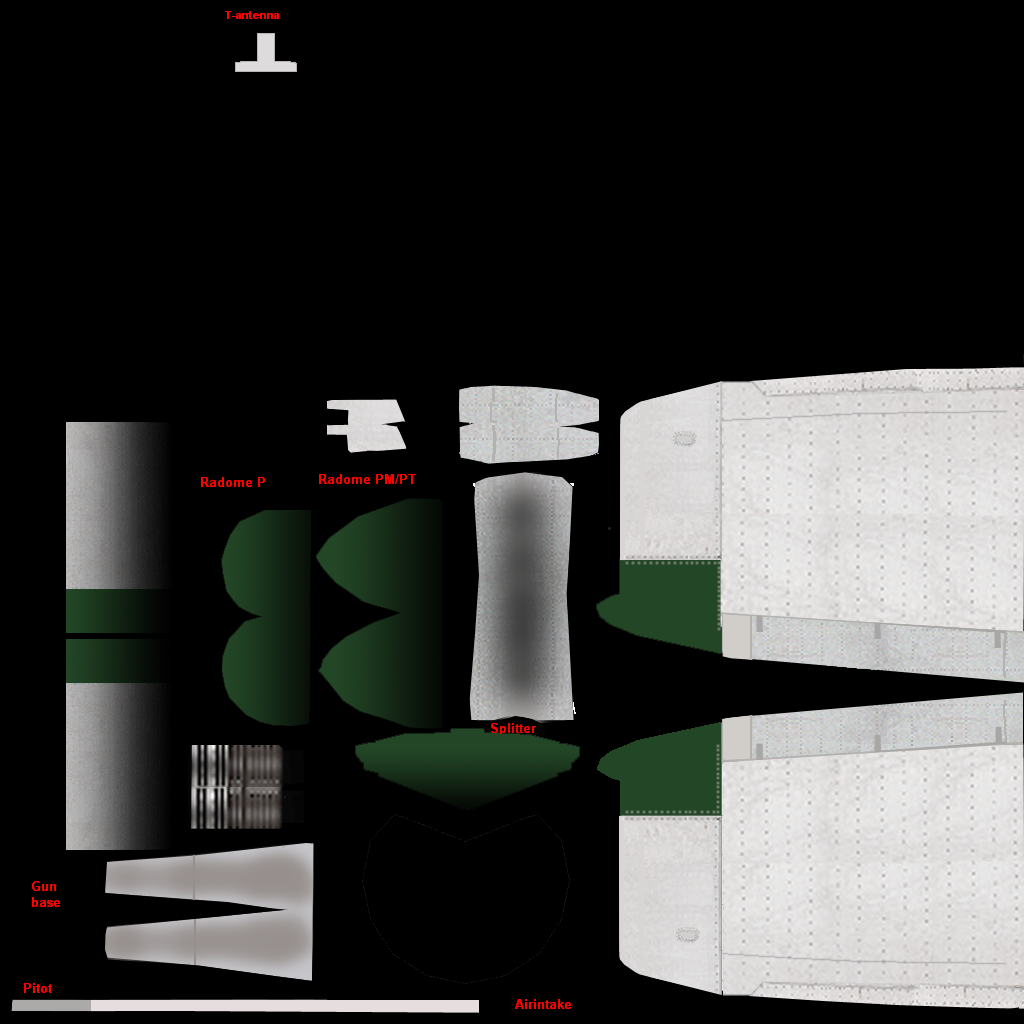 T-antenna
Radome P
Radome PM/PT
Splitter
Gun
base
Pitot
Airintake